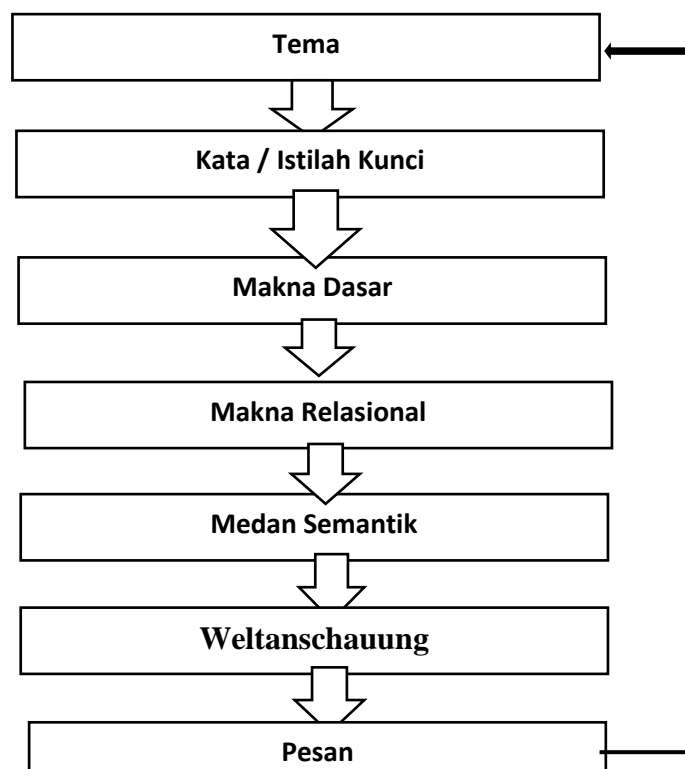 Tema
Kata / Istilah Kunci
Makna Dasar
Makna Relasional
Medan Semantik
Weltanschauung
Pesan